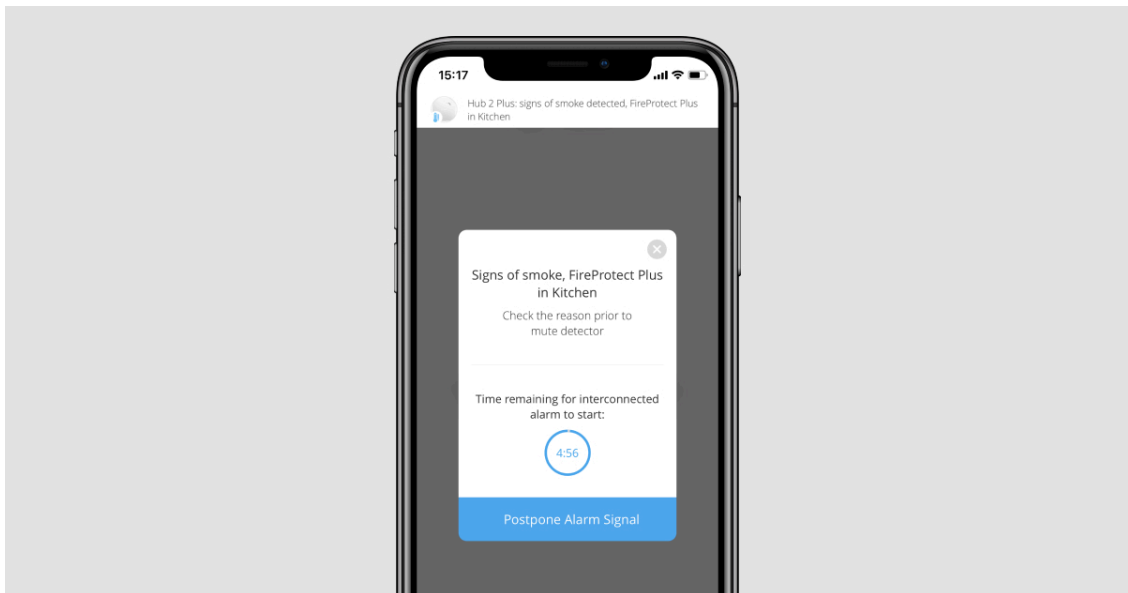 15:17
Hub 2 Plus: signs of smoke detected, FireProtect Plus
in Kitchen
Signs of smoke, FireProtect Plus
in Kitchen
Check the reason prior to
mute detector
Time remaining for interconnected
alarm to start:
4:56
Postpone Alarm Signal